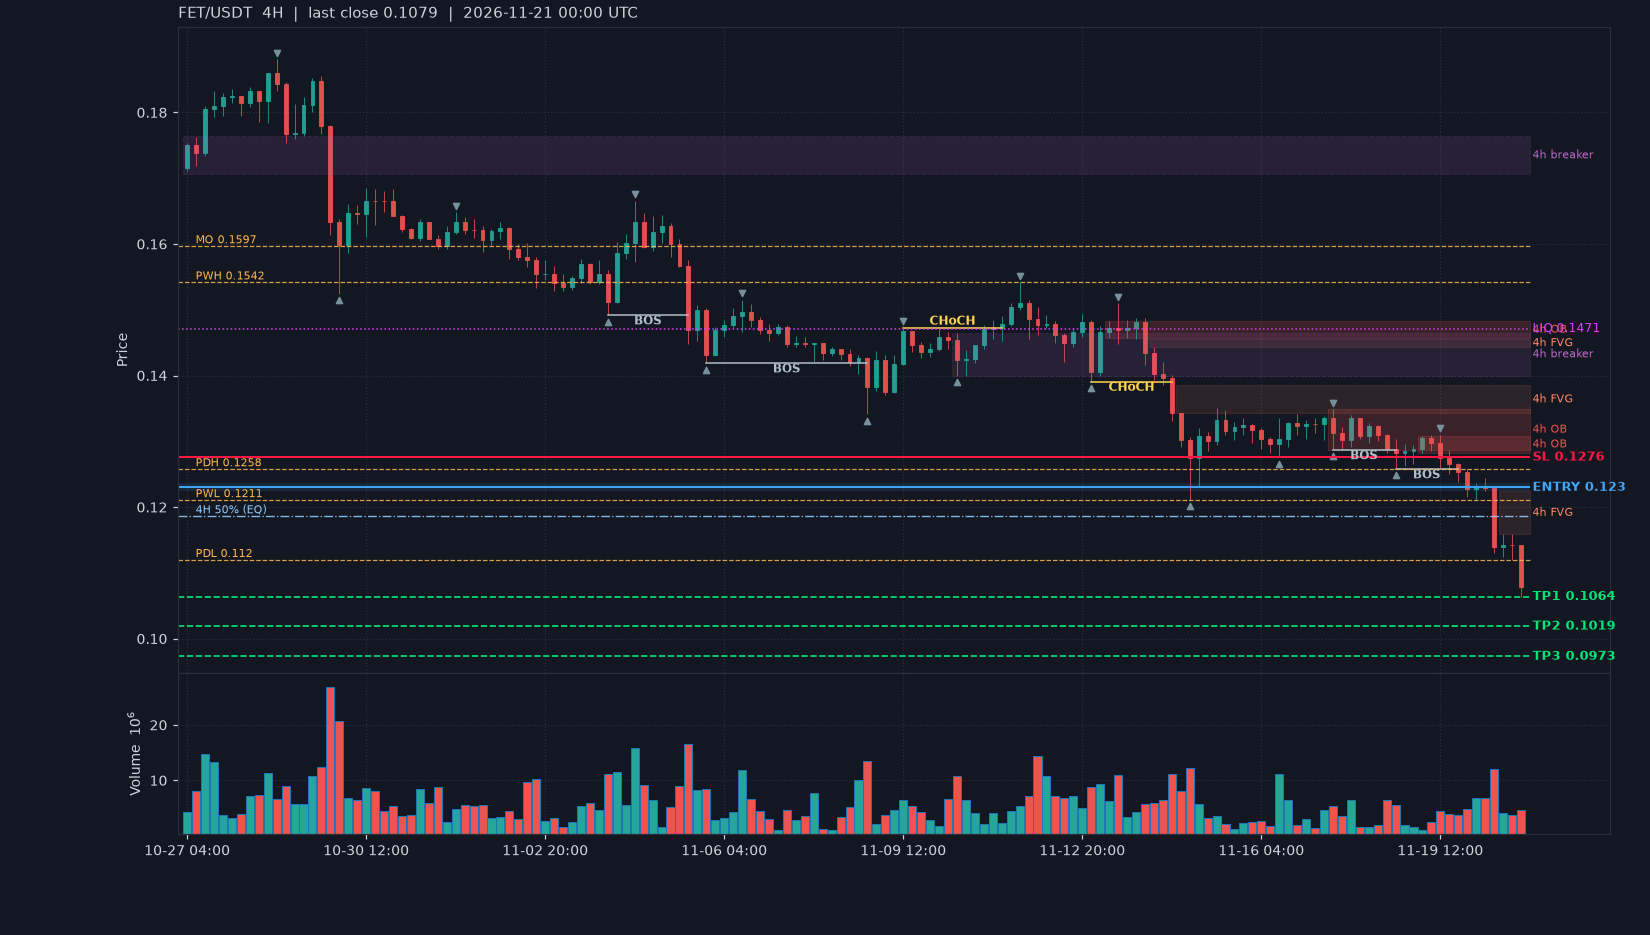 FET/USDT  4H  |  last close 0.1079  |  2026-11-21 00:00 UTC
Price
0.18
0.16
0.14
0.12
0.10
4h breaker
MO 0.1597
PWH 0.1542
BOS
BOS
CHoCH
CHoCH
LIQ 0.1471
4h FVG
4h breaker
4h FVG
4h OB
4h OB
BOS
BOS
SL 0.1276
PDH 0.1258
ENTRY 0.123
PWL 0.1211
4H 50% (EQ)
4h FVG
PDL 0.112
TP1 0.1064
TP2 0.1019
TP3 0.0973
Volume  10⁶
20
10
10-27 04:00
10-30 12:00
11-02 20:00
11-06 04:00
11-09 12:00
11-12 20:00
11-16 04:00
11-19 12:00